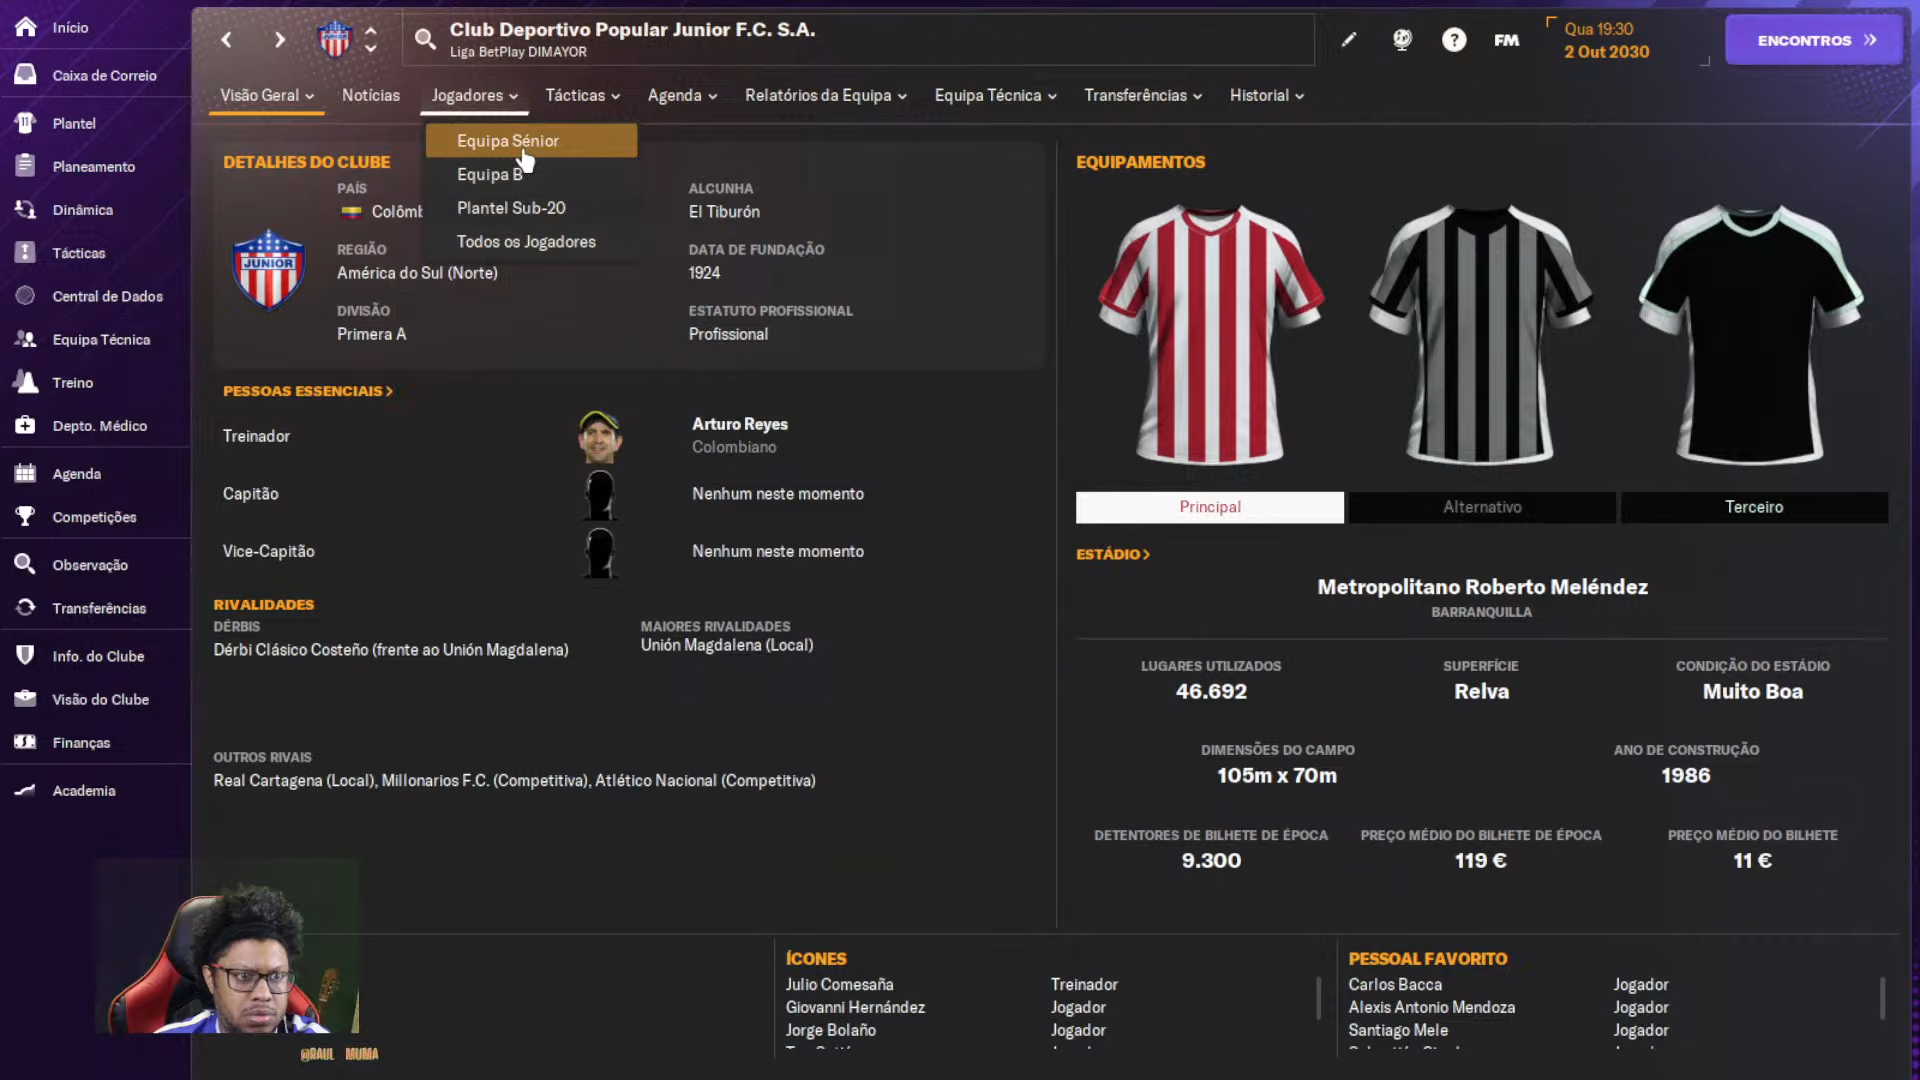 Início
Caixa de Correio
Plantel
Planeamento
Dinâmica
Tácticas
Central de Dados
Equipa Técnica
Treino
Depto. Médico
Agenda
Competições
Observação
Transferências
Info. do Clube
Visão do Clube
Finanças
Academia
Club Deportivo Popular Junior F.C. S.A.
Liga BetPlay DIMAYOR
FM
Qua 19:30
2 Out 2030
ENCONTROS
Visão Geral
Notícias
Jogadores
Tácticas
Agenda
Relatórios da Equipa
Equipa Técnica
Transferências
Historial
Equipa Sénior
Equipa B
Plantel Sub-20
Todos os Jogadores
DETALHES DO CLUBE
JUNIOR
PAÍS
Colômb
ALCUNHA
El Tiburón
REGIÃO
América do Sul (Norte)
DATA DE FUNDAÇÃO
1924
DIVISÃO
Primera A
ESTATUTO PROFISSIONAL
Profissional
PESSOAS ESSENCIAIS
Treinador
Arturo Reyes
Colombiano
Capitão
Nenhum neste momento
Vice-Capitão
Nenhum neste momento
RIVALIDADES
DÉRBIS
Dérbi Clásico Costeño (frente ao Unión Magdalena)
MAIORES RIVALIDADES
Unión Magdalena (Local)
OUTROS RIVAIS
Real Cartagena (Local), Millonarios F.C. (Competitiva), Atlético Nacional (Competitiva)
EQUIPAMENTOS
Principal
Alternativo
Terceiro
ESTÁDIO
Metropolitano Roberto Meléndez
BARRANQUILLA
LUGARES UTILIZADOS
46.692
SUPERFÍCIE
Relva
CONDIÇÃO DO ESTÁDIO
Muito Boa
DIMENSÕES DO CAMPO
105m x 70m
ANO DE CONSTRUÇÃO
1986
DETENTORES DE BILHETE DE ÉPOCA
9.300
PREÇO MÉDIO DO BILHETE DE ÉPOCA
119 €
PREÇO MÉDIO DO BILHETE
11 €
ÍCONES
Julio Comesaña Treinador
Giovanni Hernández Jogador
Jorge Bolaño Jogador
PESSOAL FAVORITO
Carlos Bacca Jogador
Alexis Antonio Mendoza Jogador
Santiago Mele Jogador
@RAUL MUMA